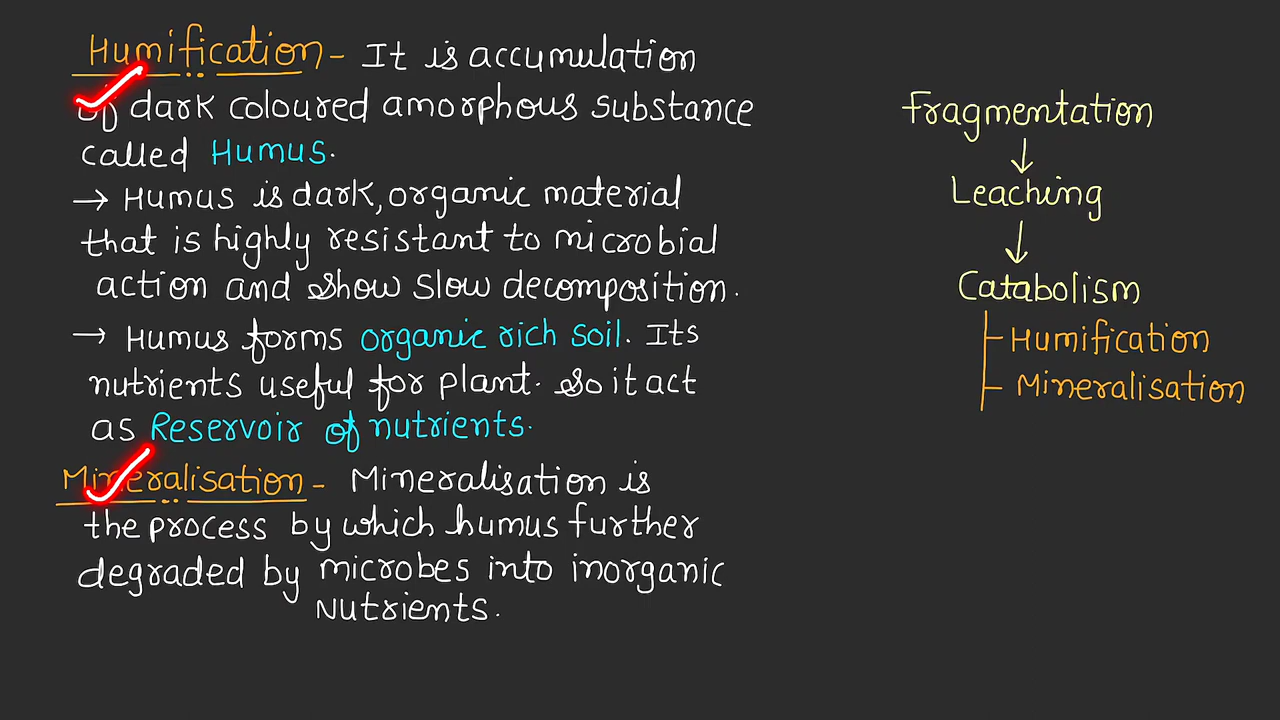 Humification - It is accumulation
of dark coloured amorphous substance
called Humus.
→ Humus is dark, organic material
that is highly resistant to microbial
action and show slow decomposition.
→ Humus forms organic rich soil. Its
nutrients useful for plant. So it act
as Reservoir of nutrients.
Mineralisation - Mineralisation is
the process by which humus further
degraded by microbes into inorganic
Nutrients.
Fragmentation
↓
Leaching
↓
Catabolism
Humification
Mineralisation